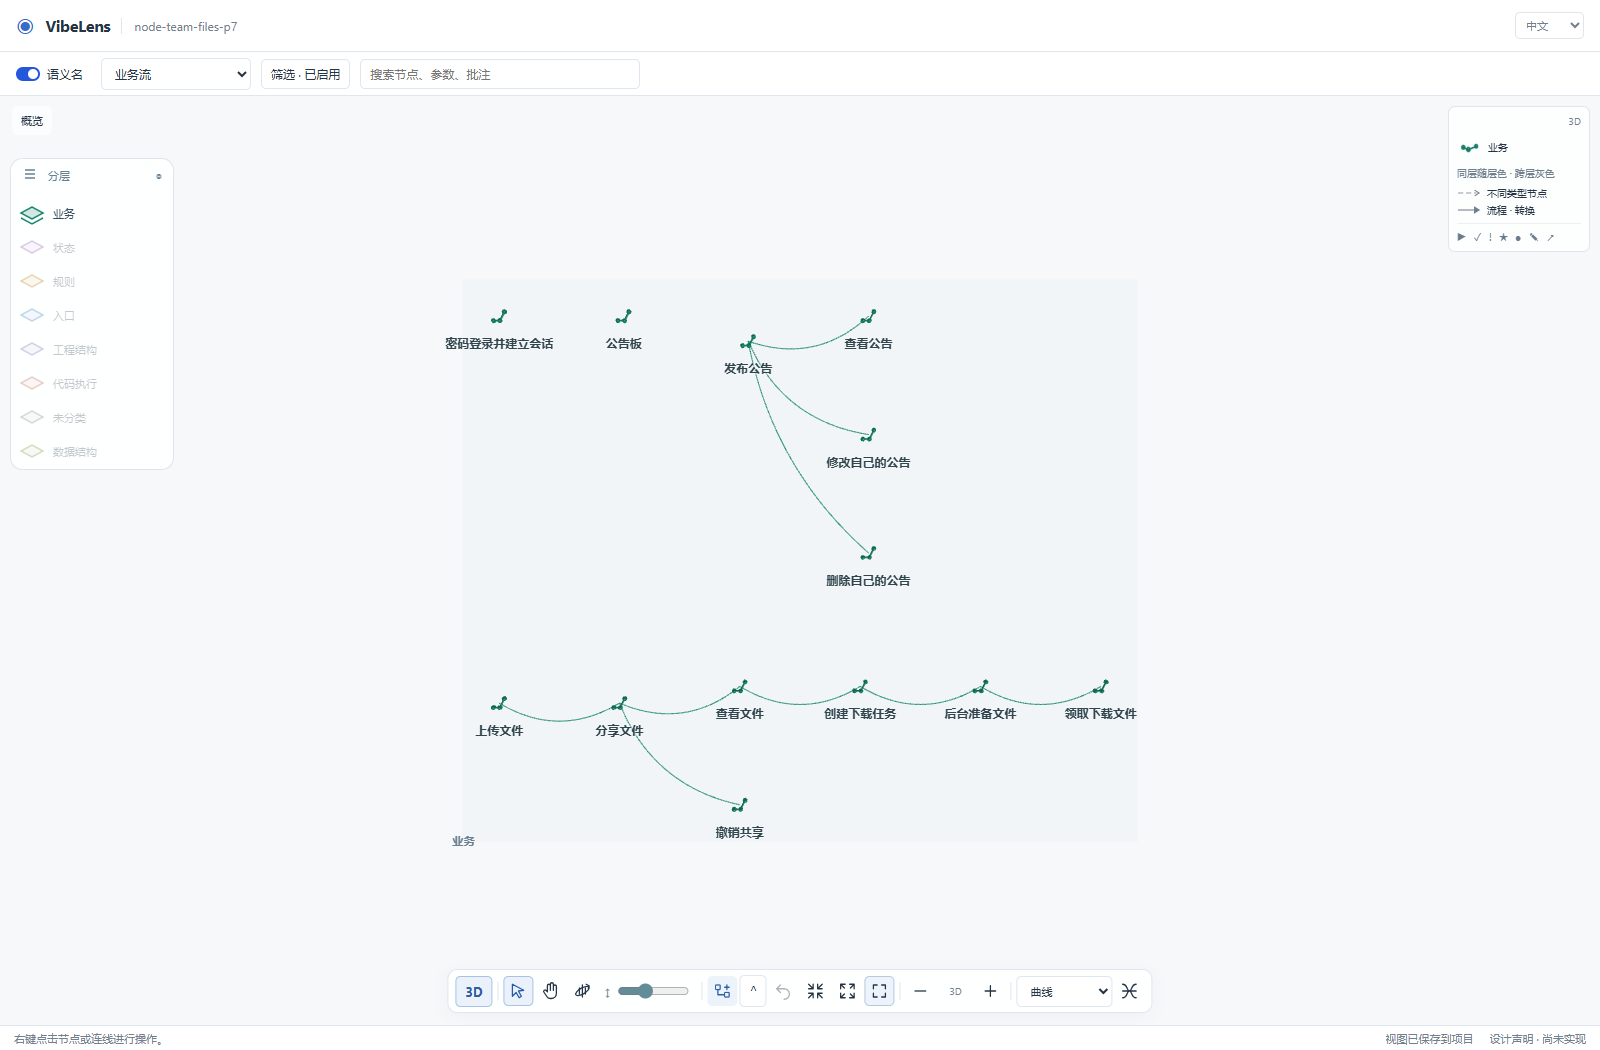 VibeLens node-team-files-p7 中文
语义名 业务流 筛选 · 已启用 搜索节点、参数、批注
概览
3D
业务
同层随层色 · 跨层灰色
不同类型节点
流程 · 转换
分层
业务
状态
规则
入口
工程结构
代码执行
未分类
数据结构
密码登录并建立会话
公告板
发布公告
查看公告
修改自己的公告
删除自己的公告
上传文件
分享文件
查看文件
创建下载任务
后台准备文件
领取下载文件
撤销共享
业务
3D 3D 曲线
右键点击节点或连线进行操作。 视图已保存到项目 设计声明 · 尚未实现